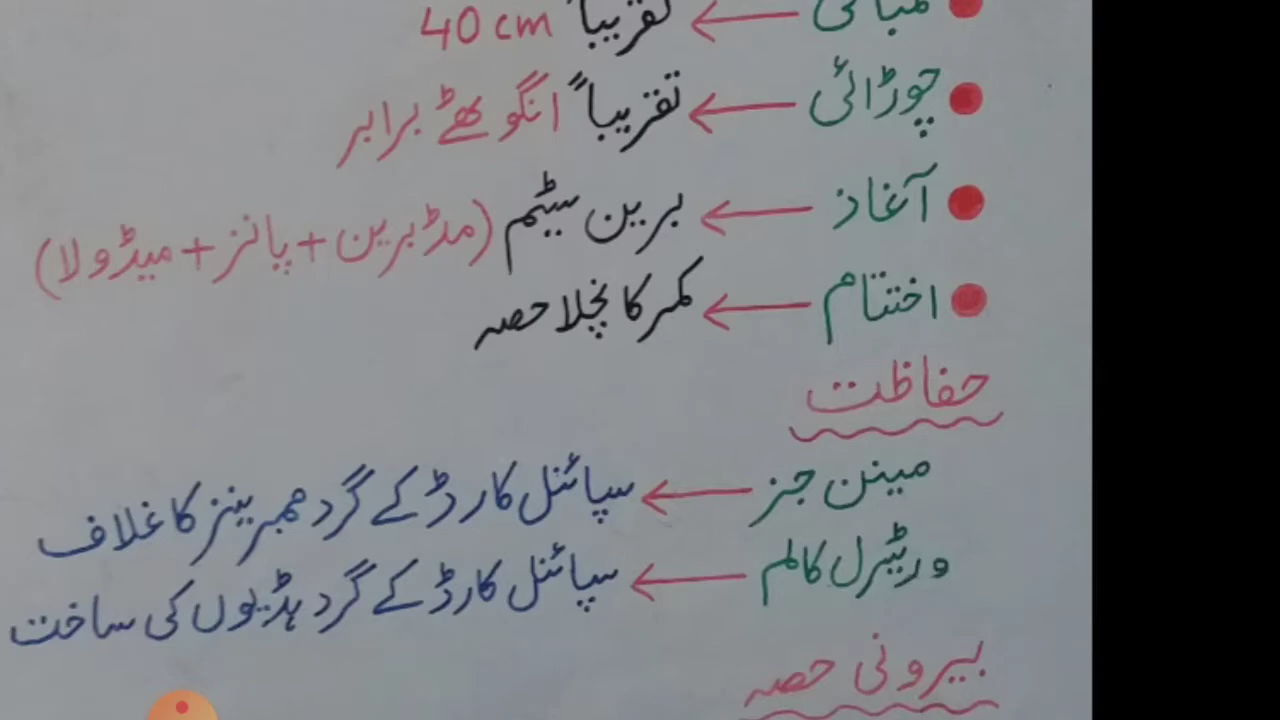 لمبائی ← تقریباً 40 cm
چوڑائی ← تقریباً انگوٹھے برابر
آغاذ ← برین سیٹم (مڈبرین + پانز + میڈولا)
اختتام ← کمر کا نچلا حصہ
حفاظت
مینن جز ← سپائنل کارڈ کے گرد ممبرینز کا غلاف
ورٹیبرل کالم ← سپائنل کارڈ کے گرد ہڈیوں کی ساخت
بیرونی حصہ